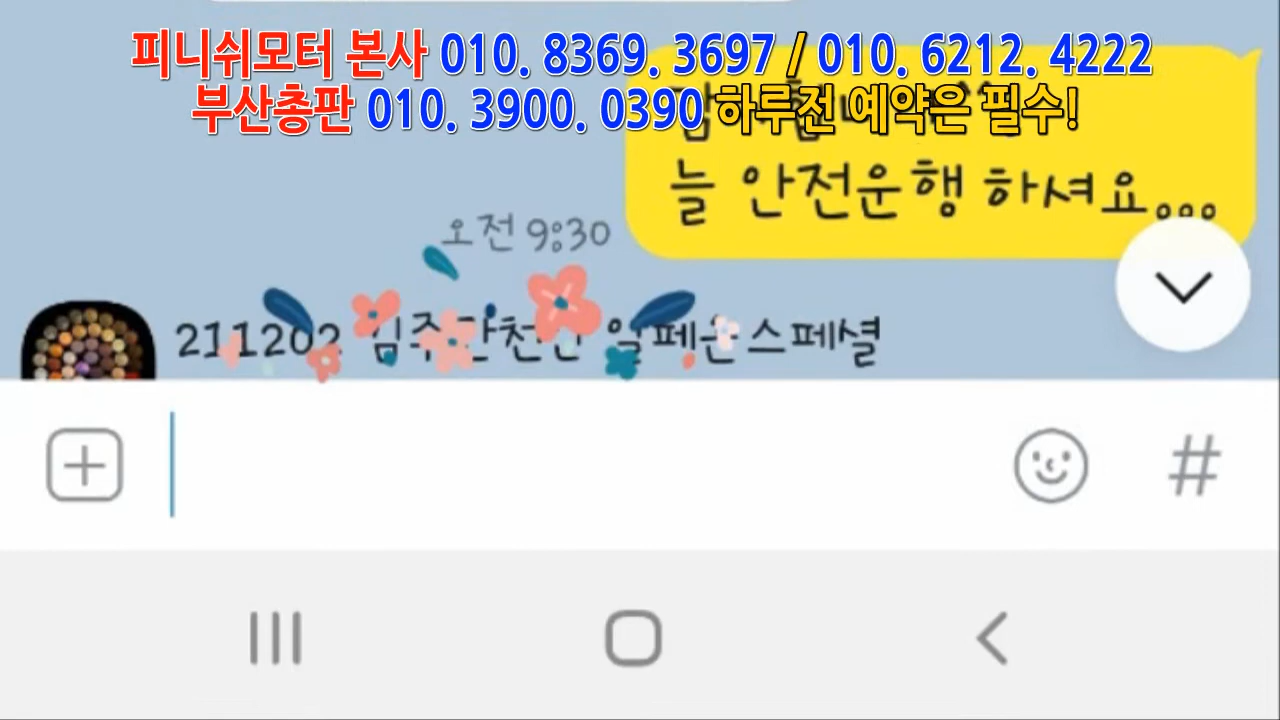 피니쉬모터 본사 010. 8369. 3697 / 010. 6212. 4222
부산총판 010. 3900. 0390 하루전 예약은 필수!
늘 안전운행 하셔요...
오전 9:30
211202 스페셜
#